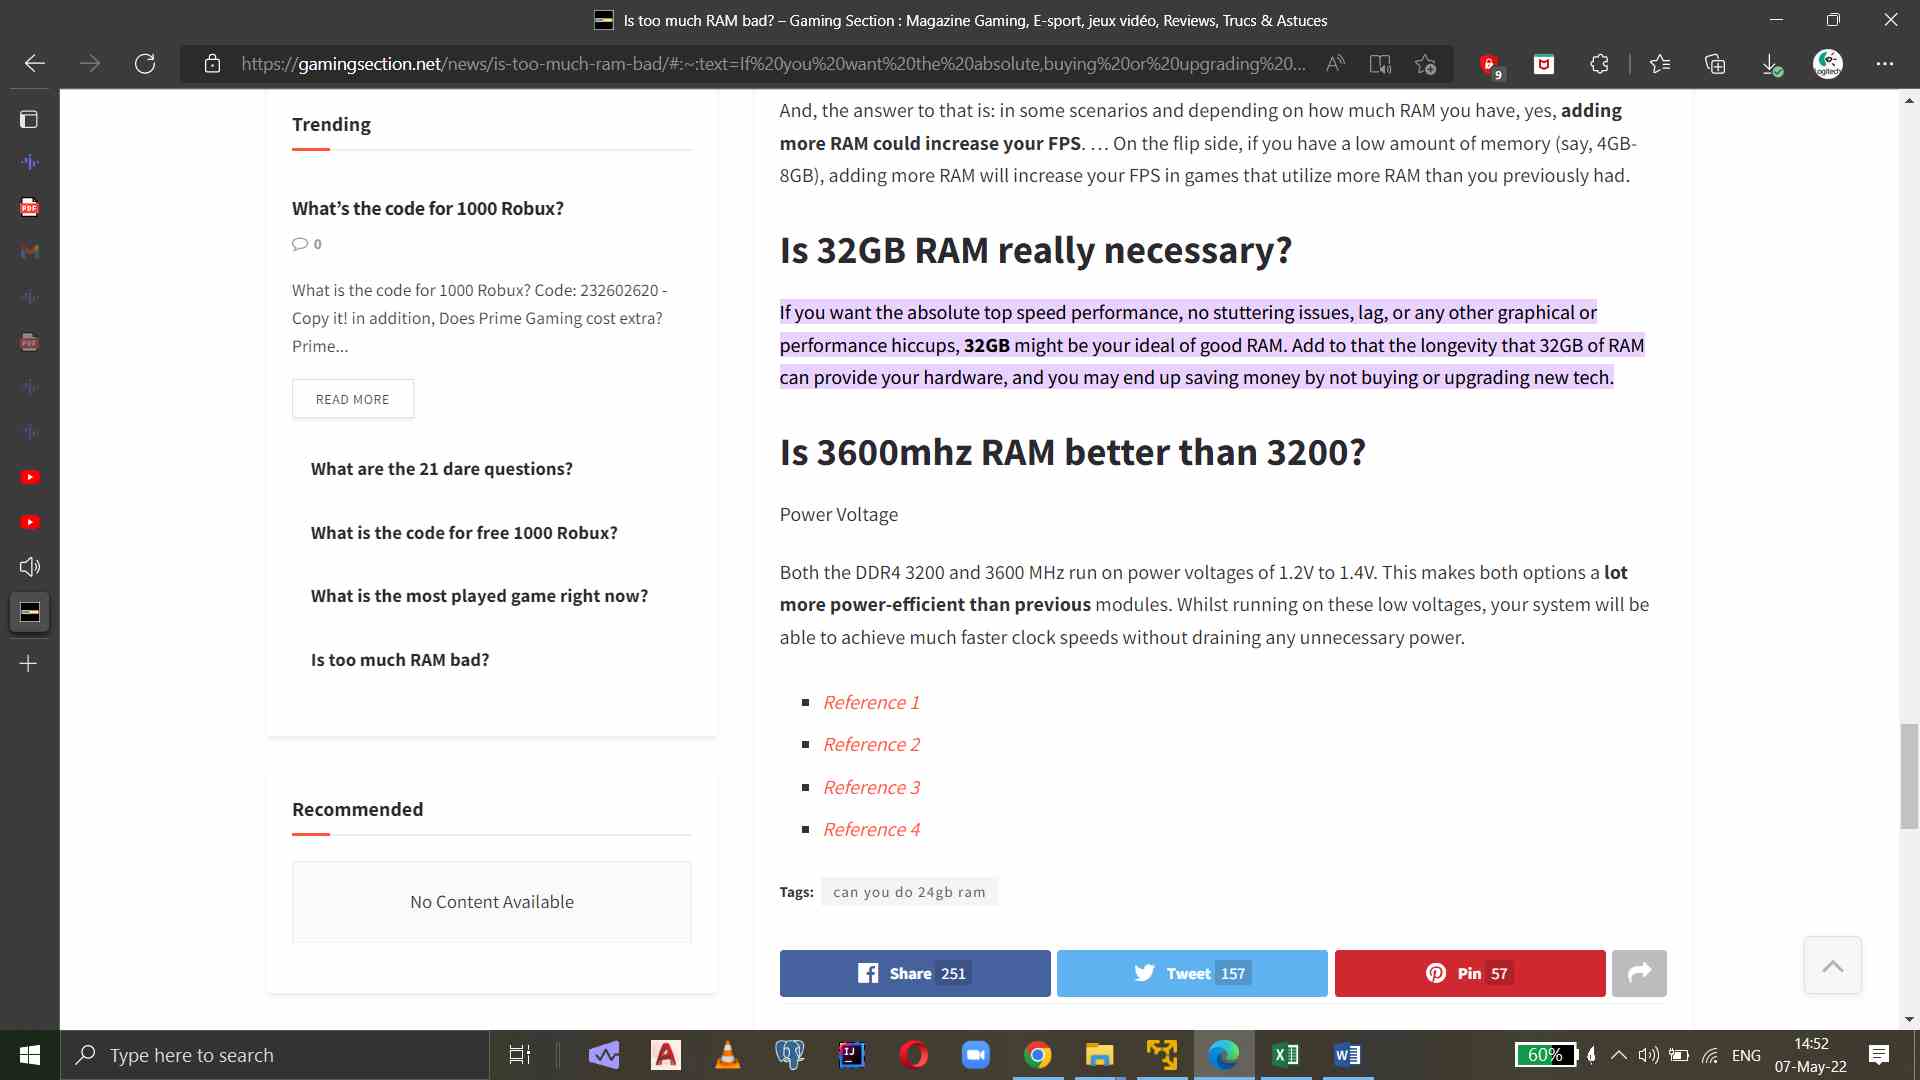 Is too much RAM bad? – Gaming Section : Magazine Gaming, E-sport, jeux vidéo, Reviews, Trucs & Astuces
https://gamingsection.net/news/is-too-much-ram-bad/#:~:text=If%20you%20want%20the%20absolute,buying%20or%20upgrading%20...
9
Logitech
Trending
What's the code for 1000 Robux?
0
What is the code for 1000 Robux? Code: 232602620 -
Copy it! in addition, Does Prime Gaming cost extra?
Prime...
READ MORE
What are the 21 dare questions?
What is the code for free 1000 Robux?
What is the most played game right now?
Is too much RAM bad?
Recommended
No Content Available
And, the answer to that is: in some scenarios and depending on how much RAM you have, yes, adding
more RAM could increase your FPS. … On the flip side, if you have a low amount of memory (say, 4GB-
8GB), adding more RAM will increase your FPS in games that utilize more RAM than you previously had.
Is 32GB RAM really necessary?
If you want the absolute top speed performance, no stuttering issues, lag, or any other graphical or
performance hiccups, 32GB might be your ideal of good RAM. Add to that the longevity that 32GB of RAM
can provide your hardware, and you may end up saving money by not buying or upgrading new tech.
Is 3600mhz RAM better than 3200?
Power Voltage
Both the DDR4 3200 and 3600 MHz run on power voltages of 1.2V to 1.4V. This makes both options a lot
more power-efficient than previous modules. Whilst running on these low voltages, your system will be
able to achieve much faster clock speeds without draining any unnecessary power.
Reference 1
Reference 2
Reference 3
Reference 4
Tags: can you do 24gb ram
Share 251
Tweet 157
Pin 57
Type here to search
60%
ENG
14:52
07-May-22